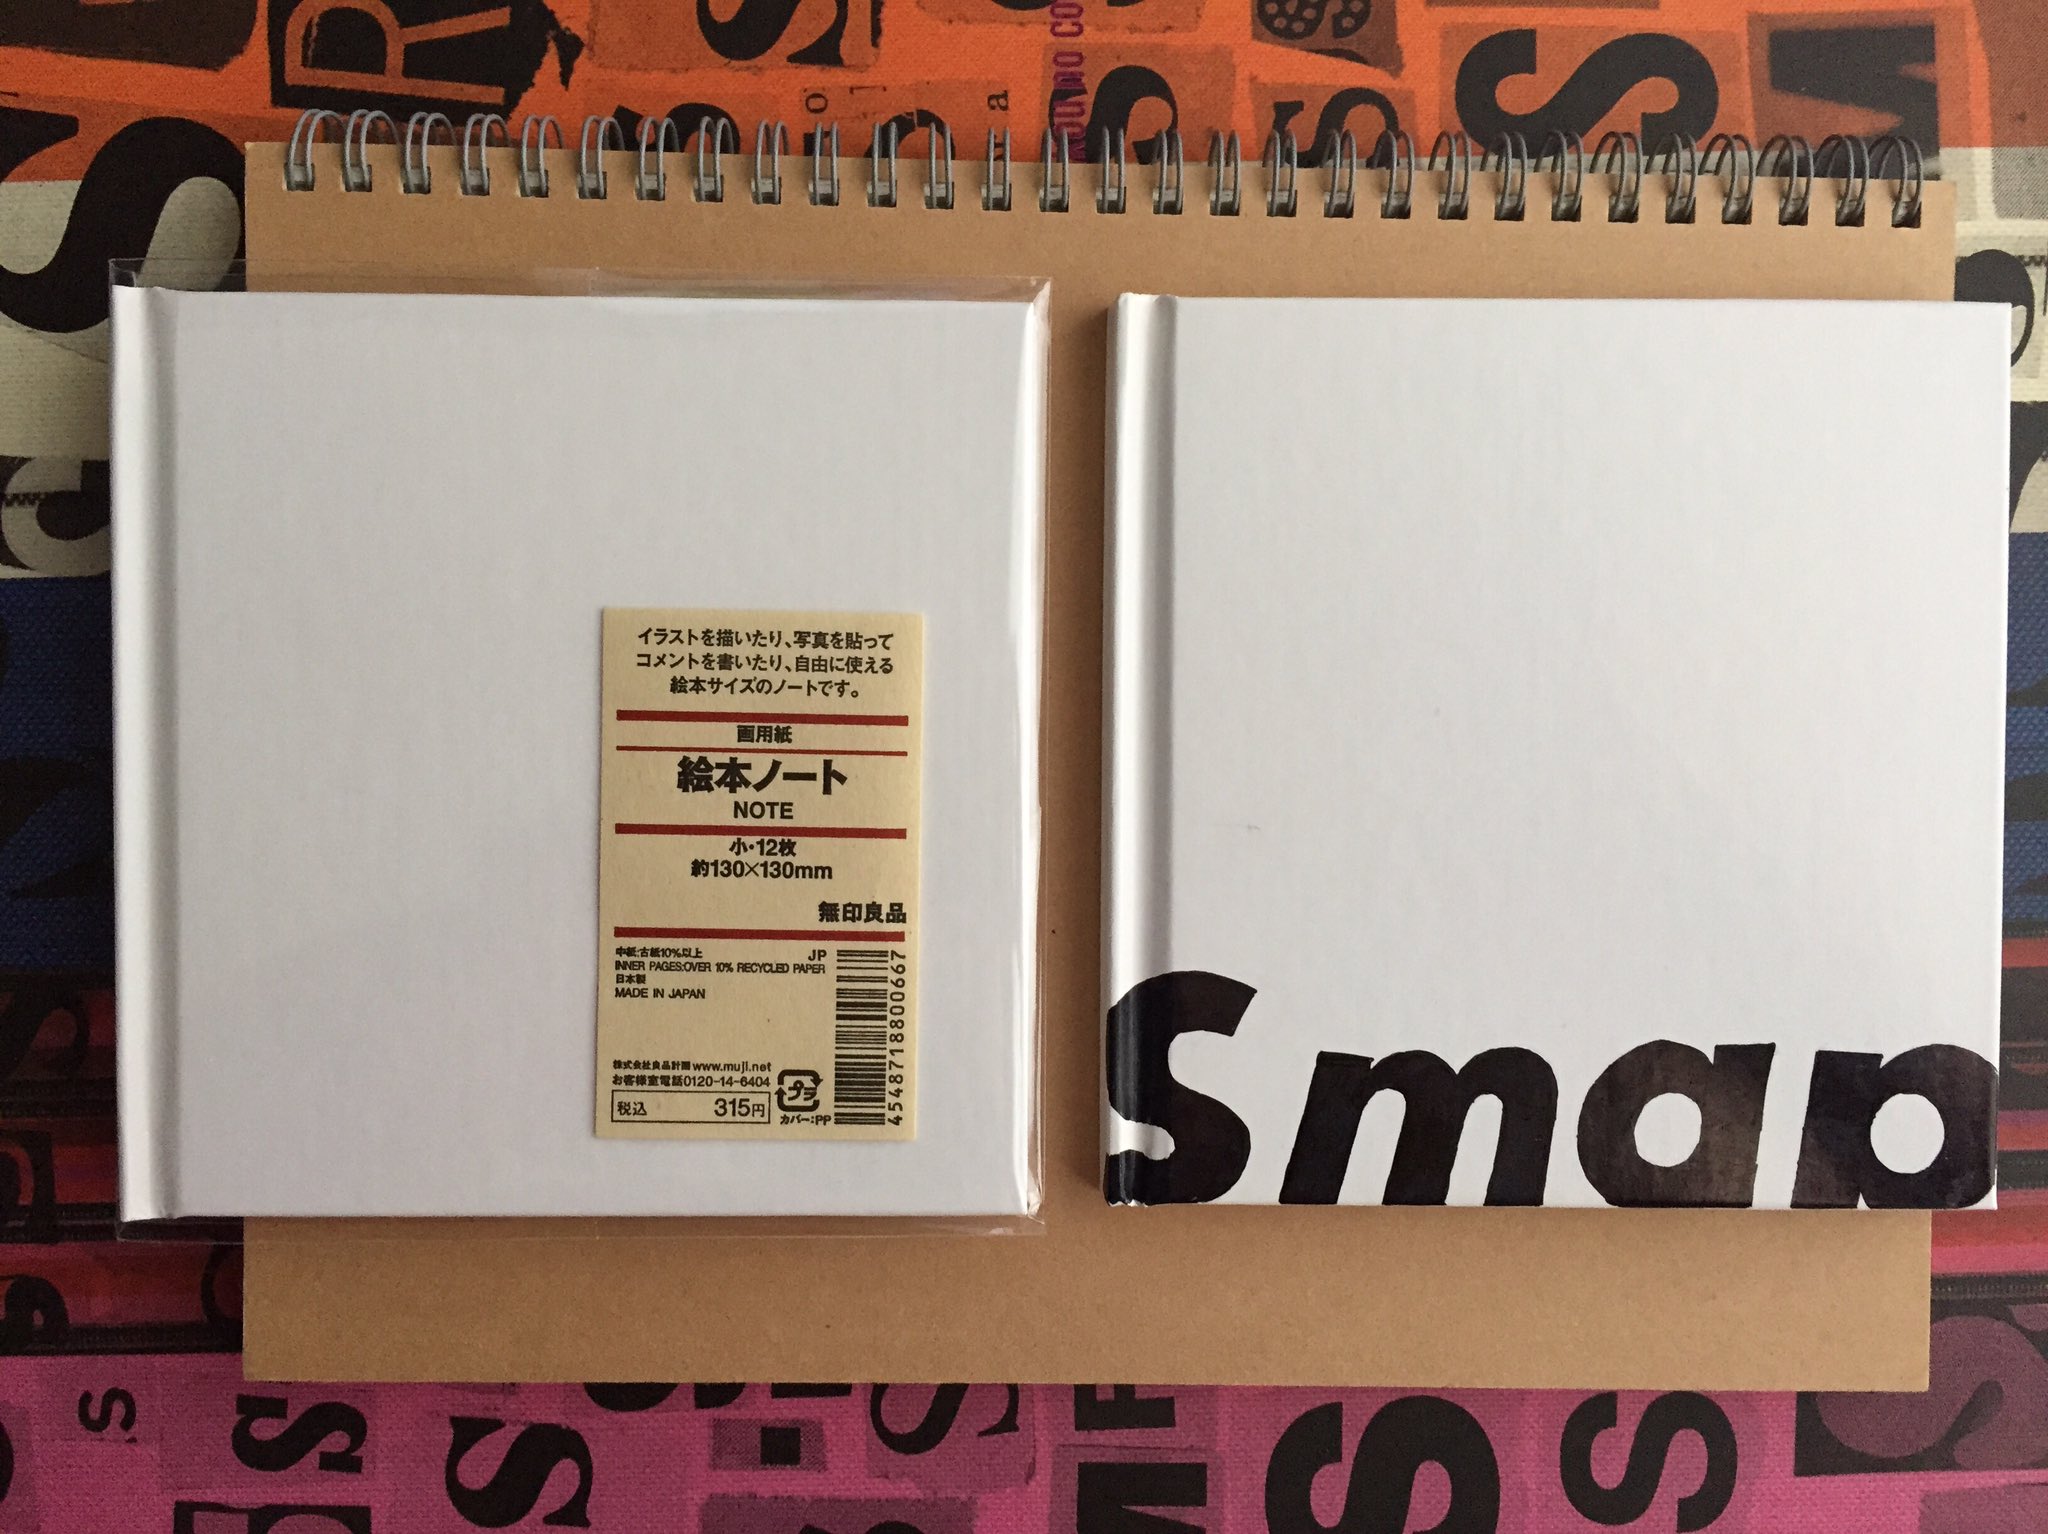 イラストを描いたり、写真を貼って
コメントを書いたり、自由に使える
絵本サイズのノートです。
画用紙
絵本ノート
NOTE
小・12枚
約130×130mm
無印良品
中紙:古紙10%以上
JP
INNER PAGES:OVER 10% RECYCLED PAPER
日本製
MADE IN JAPAN
株式会社良品計画 www.muji.net
お客様室電話0120-14-6404
税込 315円
プラ
カバー:PP
4548718800667
Smap